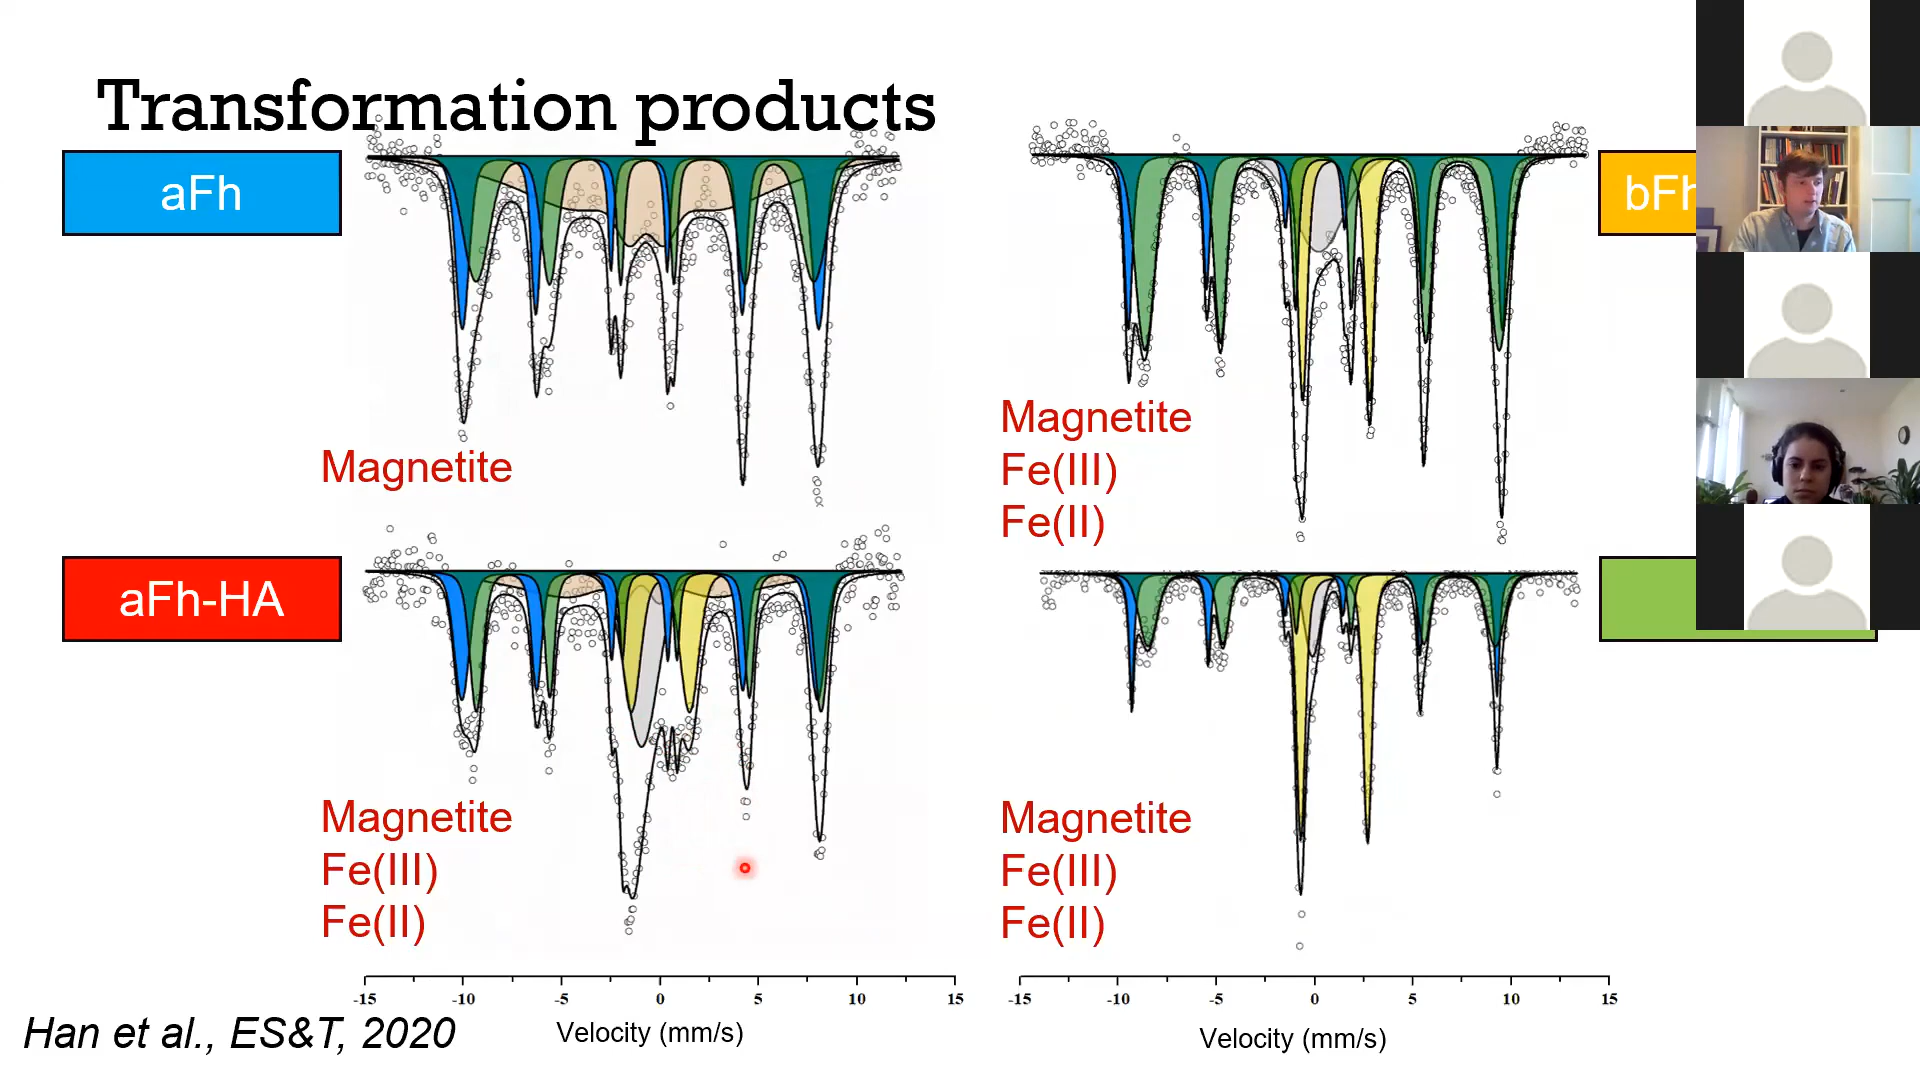 Transformation products
aFh
Magnetite
bFh
Magnetite
Fe(III)
Fe(II)
aFh-HA
Magnetite
Fe(III)
Fe(II)
Magnetite
Fe(III)
Fe(II)
-15 -10 -5 0 5 10 15
Velocity (mm/s)
-15 -10 -5 0 5 10 15
Velocity (mm/s)
Han et al., ES&T, 2020